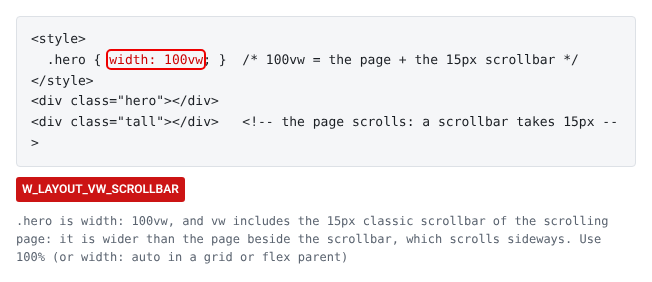 <style>
  .hero { width: 100vw; }  /* 100vw = the page + the 15px scrollbar */
</style>
<div class="hero"></div>
<div class="tall"></div>   <!-- the page scrolls: a scrollbar takes 15px --
>
W_LAYOUT_VW_SCROLLBAR
.hero is width: 100vw, and vw includes the 15px classic scrollbar of the scrolling
page: it is wider than the page beside the scrollbar, which scrolls sideways. Use
100% (or width: auto in a grid or flex parent)